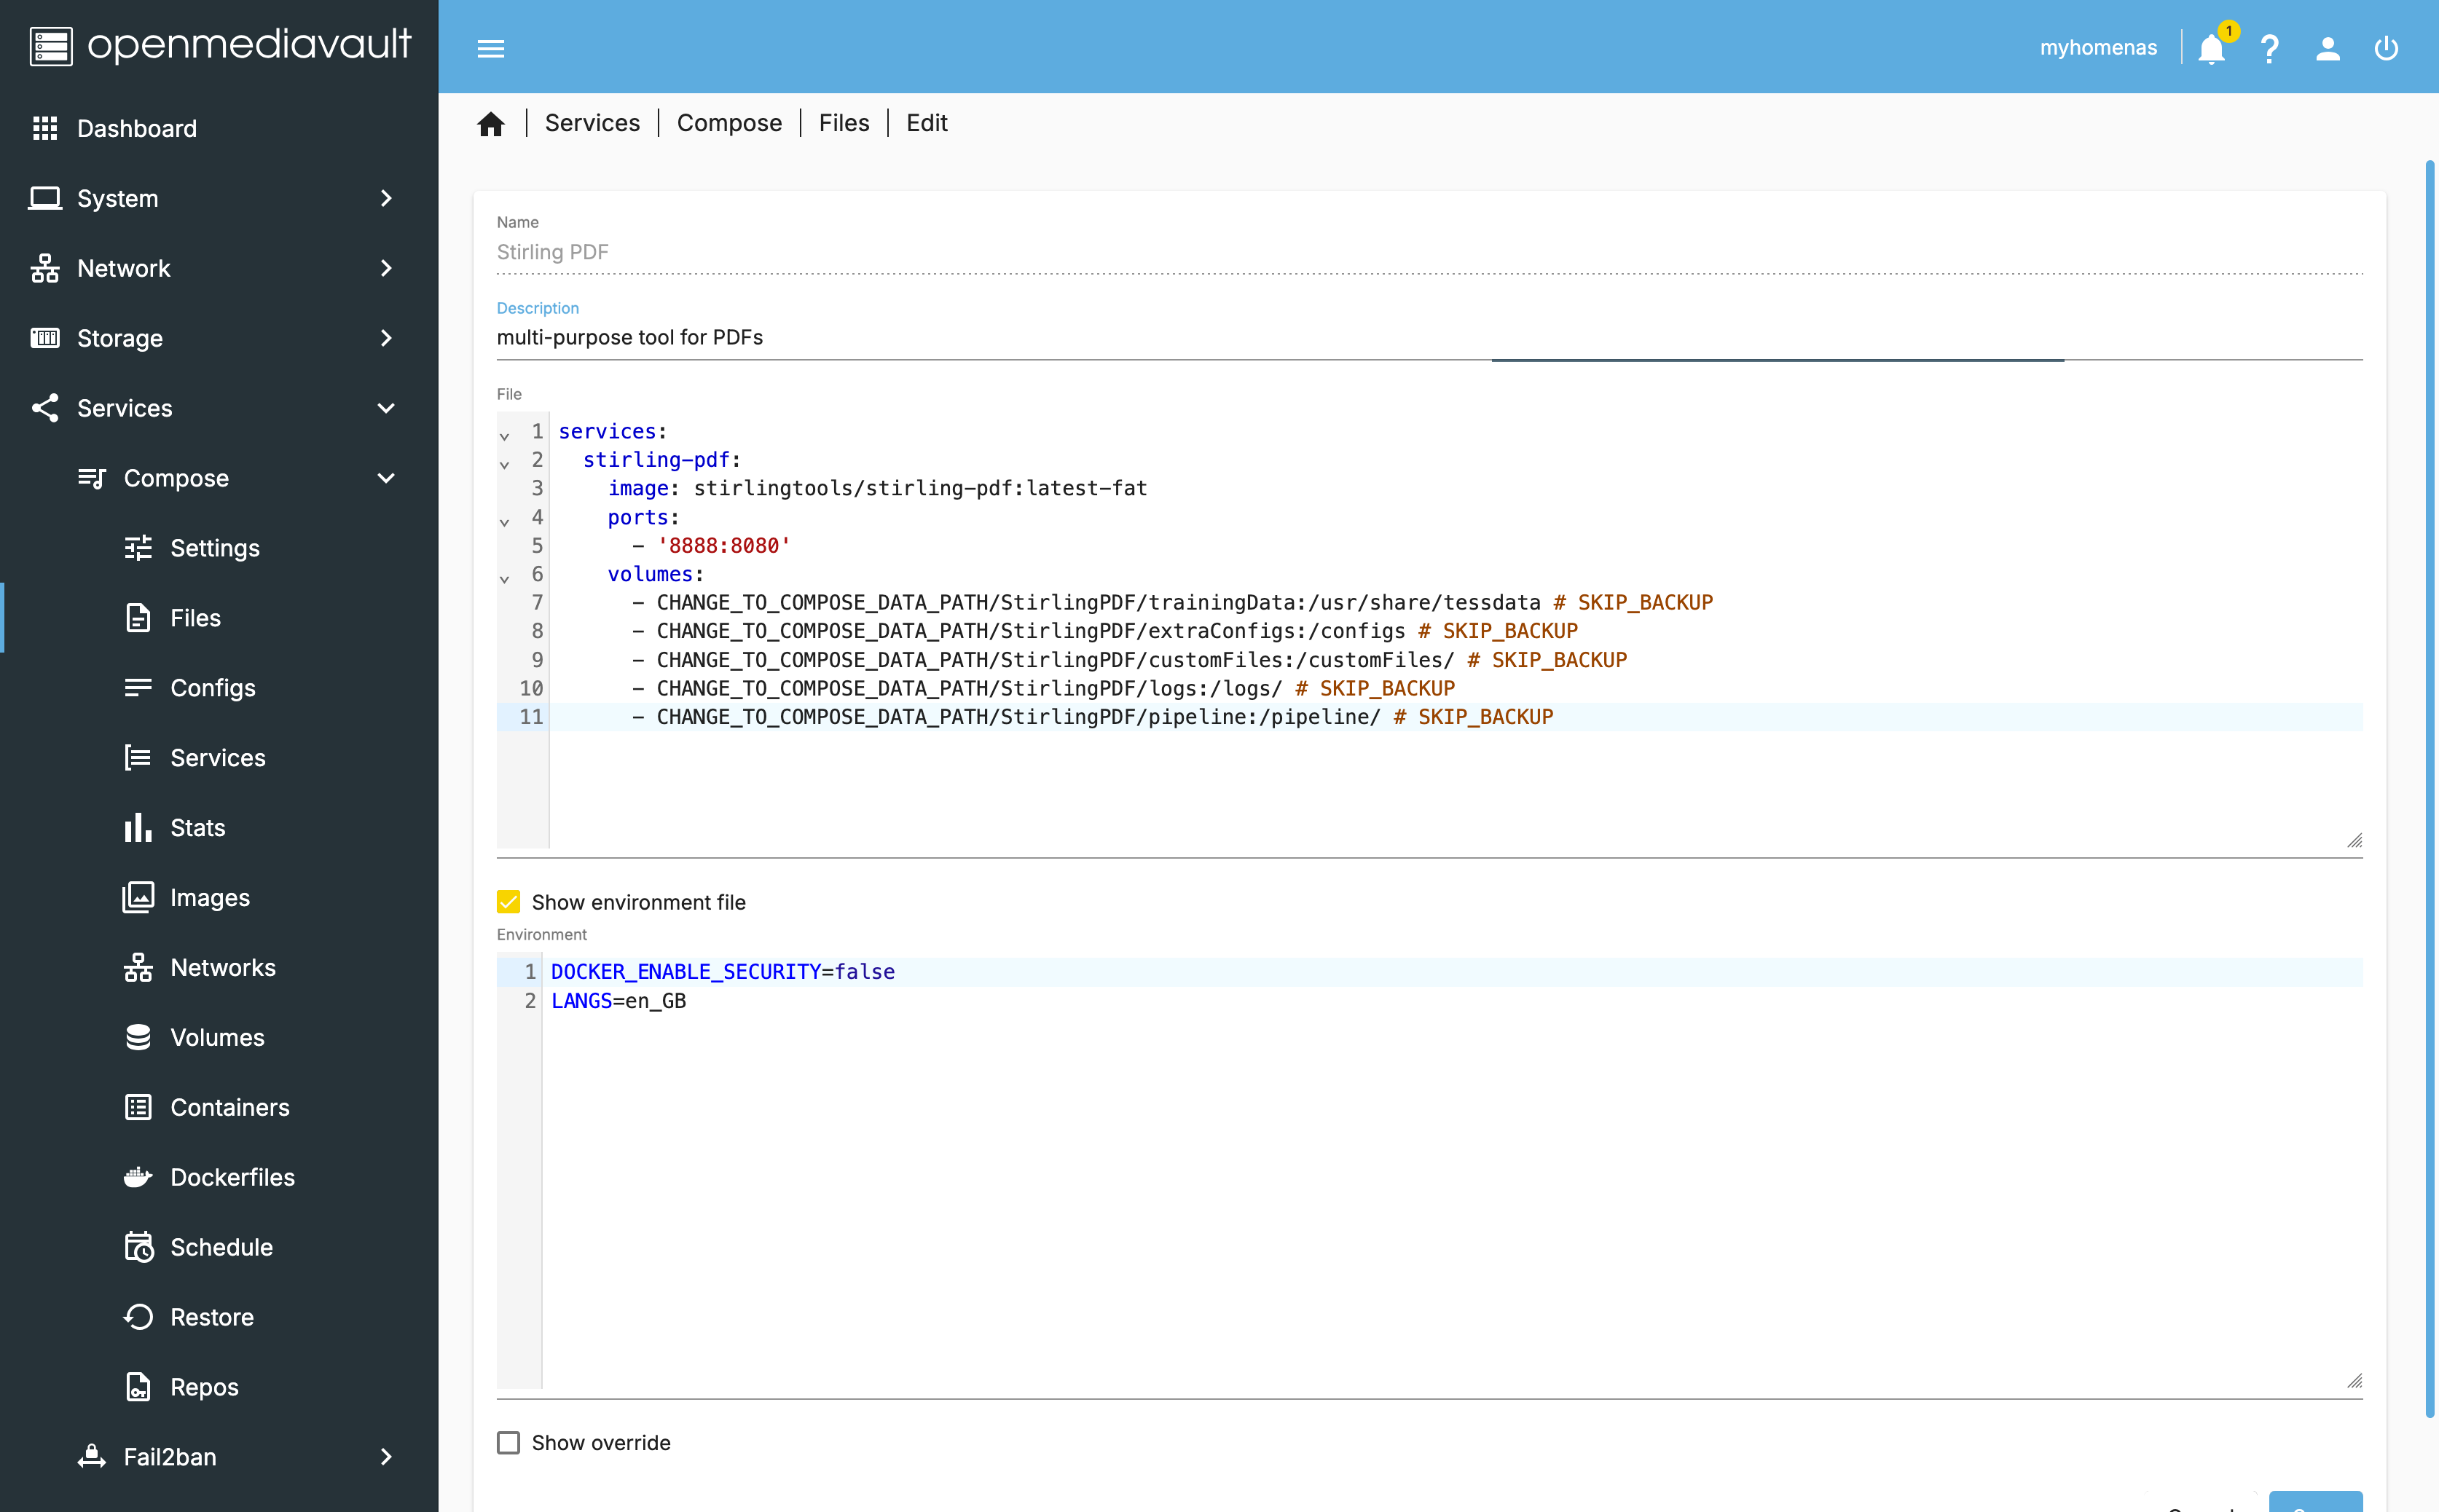 openmediavault
myhomenas
1
Dashboard
System
Network
Storage
Services
Compose
Settings
Files
Configs
Services
Stats
Images
Networks
Volumes
Containers
Dockerfiles
Schedule
Restore
Repos
Fail2ban
Services | Compose | Files | Edit
Name
Stirling PDF
Description
multi-purpose tool for PDFs
File
1 services:
2   stirling-pdf:
3     image: stirlingtools/stirling-pdf:latest-fat
4     ports:
5       - '8888:8080'
6     volumes:
7       - CHANGE_TO_COMPOSE_DATA_PATH/StirlingPDF/trainingData:/usr/share/tessdata # SKIP_BACKUP
8       - CHANGE_TO_COMPOSE_DATA_PATH/StirlingPDF/extraConfigs:/configs # SKIP_BACKUP
9       - CHANGE_TO_COMPOSE_DATA_PATH/StirlingPDF/customFiles:/customFiles/ # SKIP_BACKUP
10       - CHANGE_TO_COMPOSE_DATA_PATH/StirlingPDF/logs:/logs/ # SKIP_BACKUP
11       - CHANGE_TO_COMPOSE_DATA_PATH/StirlingPDF/pipeline:/pipeline/ # SKIP_BACKUP
Show environment file
Environment
1 DOCKER_ENABLE_SECURITY=false
2 LANGS=en_GB
Show override